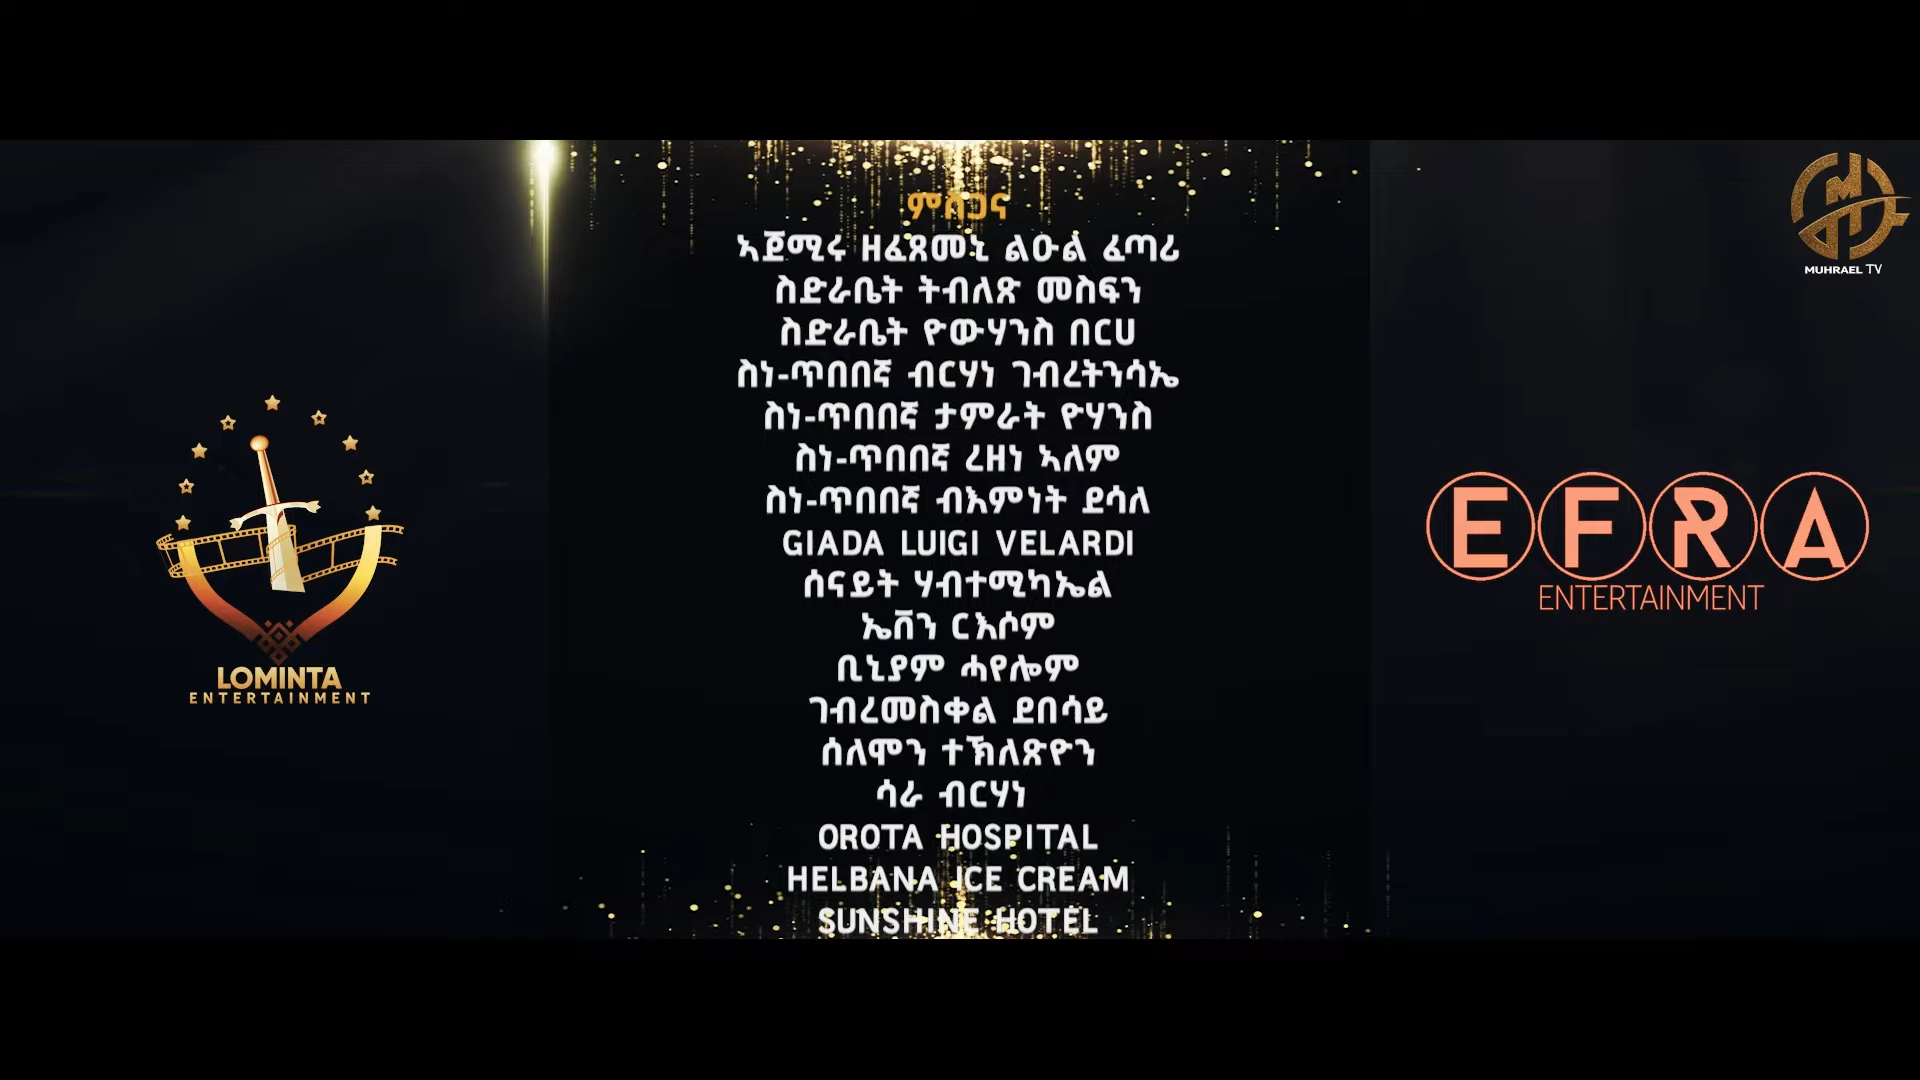 ምስጋና
ኣጀሚሩ ዘፈጸመኒ ልዑል ፈጣሪ
ስድራቤት ትብለጽ መስፍን
ስድራቤት ዮውሃንስ በርሀ
ስነ-ጥበበኛ ብርሃነ ገብረትንሳኤ
ስነ-ጥበበኛ ታምራት ዮሃንስ
ስነ-ጥበበኛ ረዘነ ኣለም
ስነ-ጥበበኛ ብእምነት ደሳለ
GIADA LUIGI VELARDI
ሰናይት ሃብተሚካኤል
ኤቨን ርእሶም
ቢኒያም ሓየሎም
ገብረመስቀል ደበሳይ
ሰለሞን ተኽለጽዮን
ሳራ ብርሃነ
OROTA HOSPITAL
HELBANA ICE CREAM
SUNSHINE HOTEL
LOMINTA
ENTERTAINMENT
EFRA
ENTERTAINMENT
MUHRAEL TV